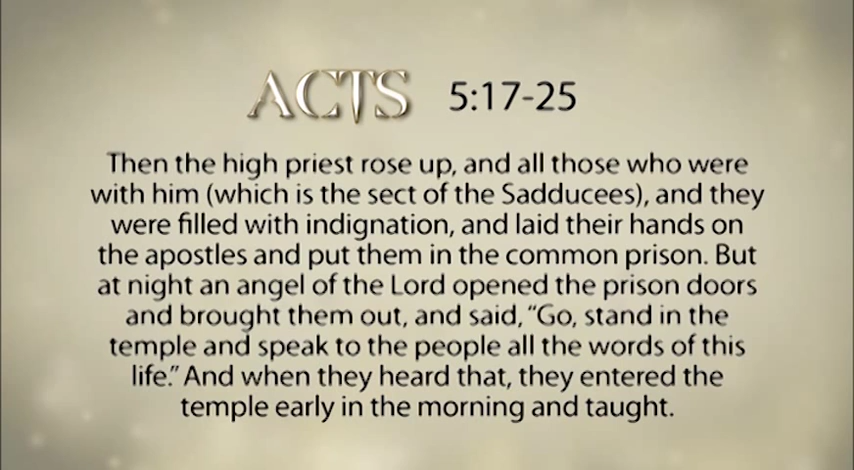 ACTS 5:17-25
Then the high priest rose up, and all those who were
with him (which is the sect of the Sadducees), and they
were filled with indignation, and laid their hands on
the apostles and put them in the common prison. But
at night an angel of the Lord opened the prison doors
and brought them out, and said, “Go, stand in the
temple and speak to the people all the words of this
life.” And when they heard that, they entered the
temple early in the morning and taught.